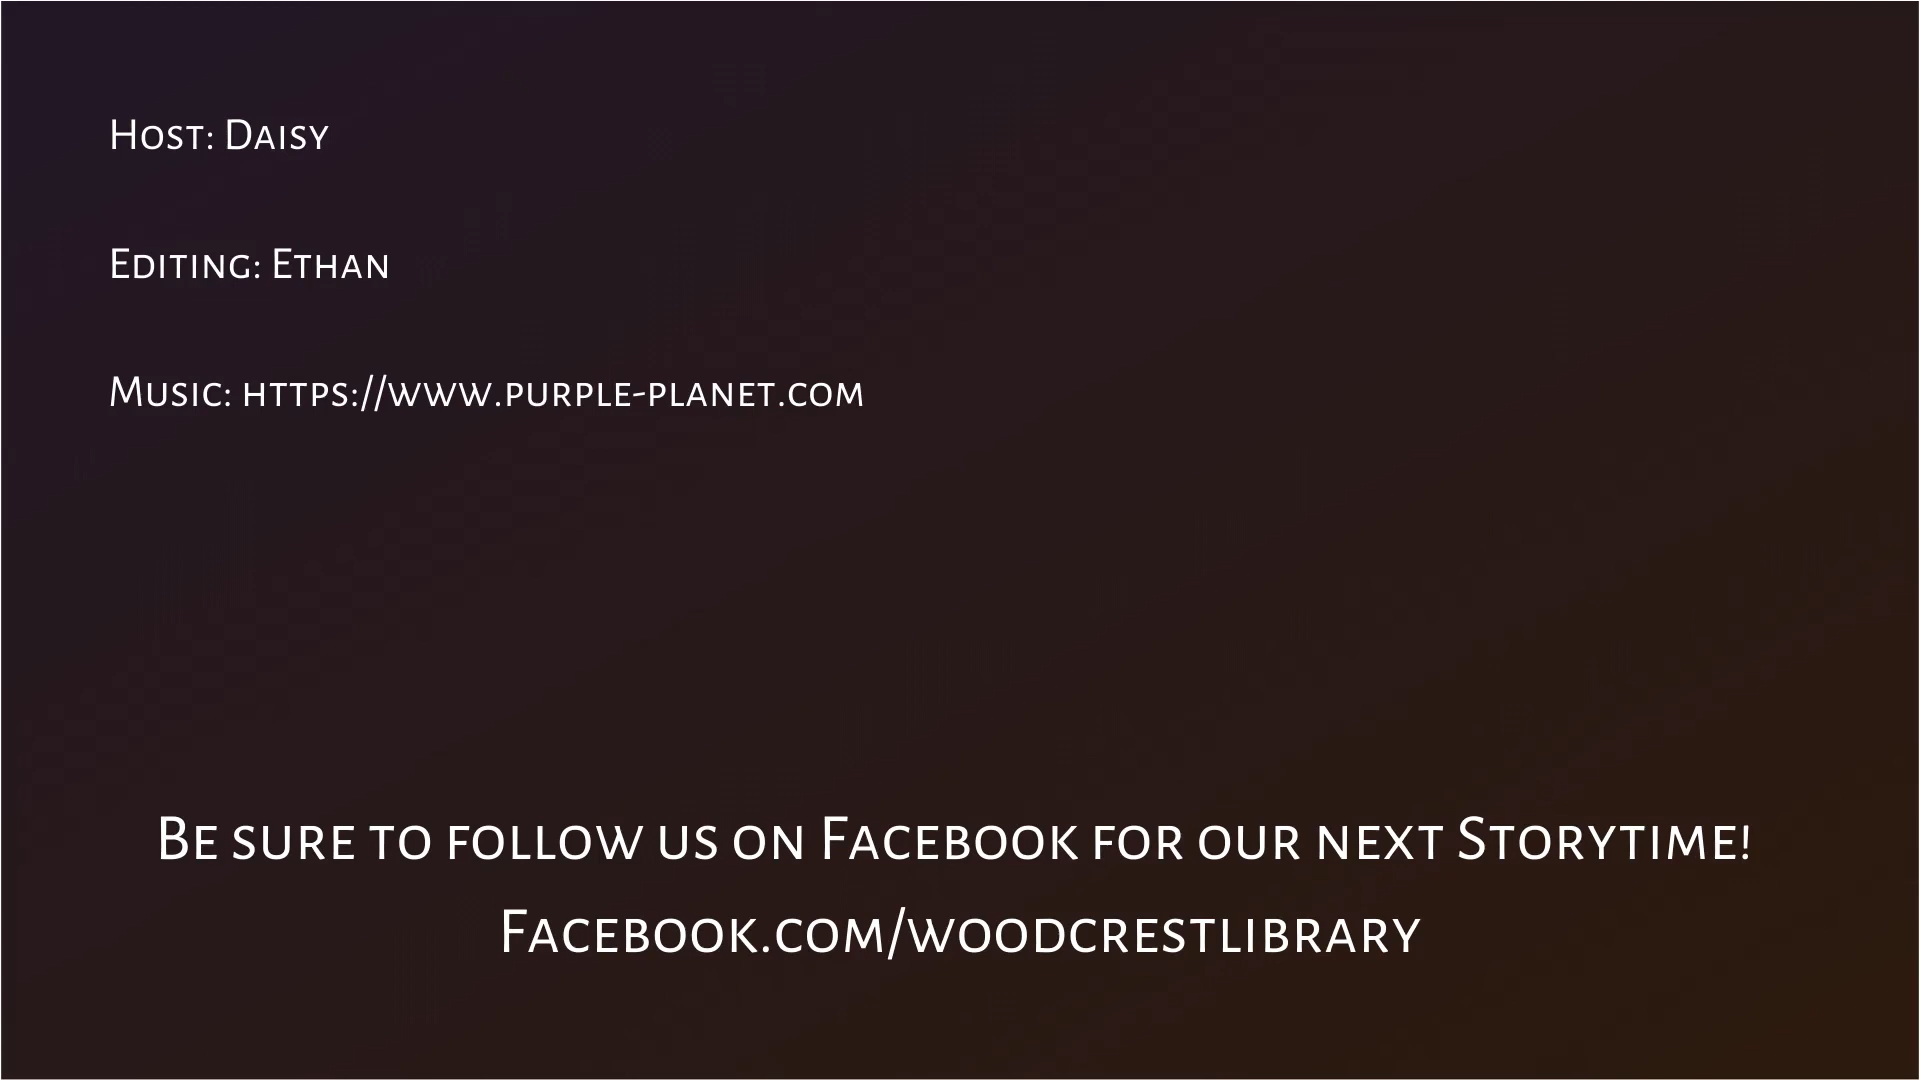 Host: Daisy
Editing: Ethan
Music: https://www.purple-planet.com
Be sure to follow us on Facebook for our next Storytime!
Facebook.com/woodcrestlibrary